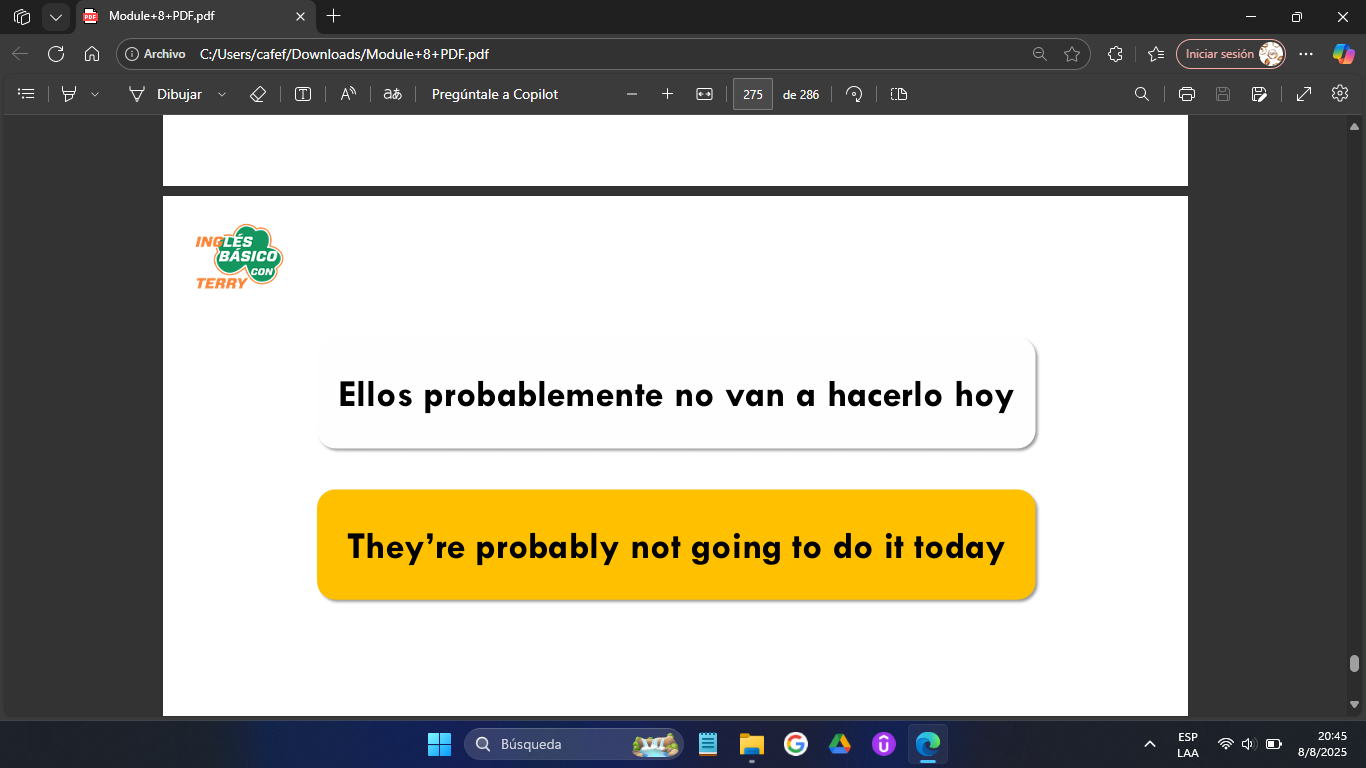 Module+8+PDF.pdf
Archivo C:/Users/cafef/Downloads/Module+8+PDF.pdf
Iniciar sesión
Dibujar
Pregúntale a Copilot
275 de 286
INGLÉS
BÁSICO
CON
TERRY
Ellos probablemente no van a hacerlo hoy
They’re probably not going to do it today
Búsqueda
ESP
LAA
20:45
8/8/2025